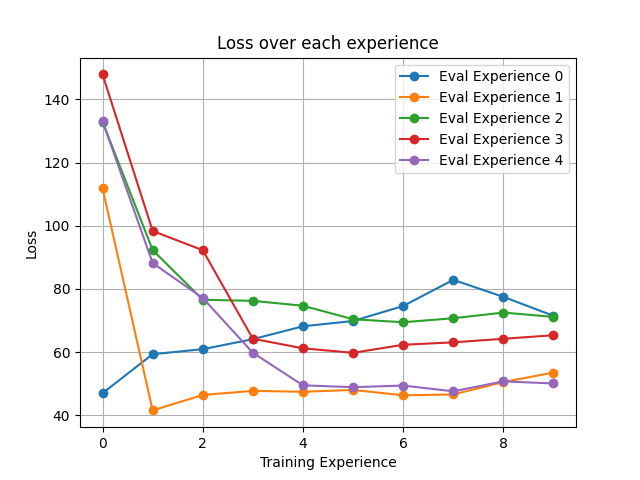 Loss over each experience
Eval Experience 0
Eval Experience 1
Eval Experience 2
Eval Experience 3
Eval Experience 4
140
120
100
80
60
40
Loss
0 2 4 6 8
Training Experience